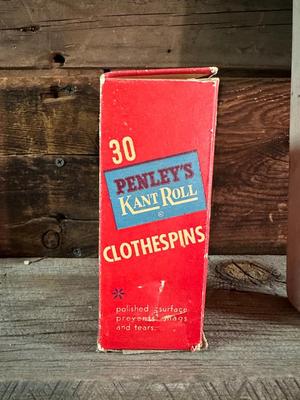 30
PENLEY'S
KANT ROLL
®
CLOTHESPINS
* polished surface
prevents snags
and tears.